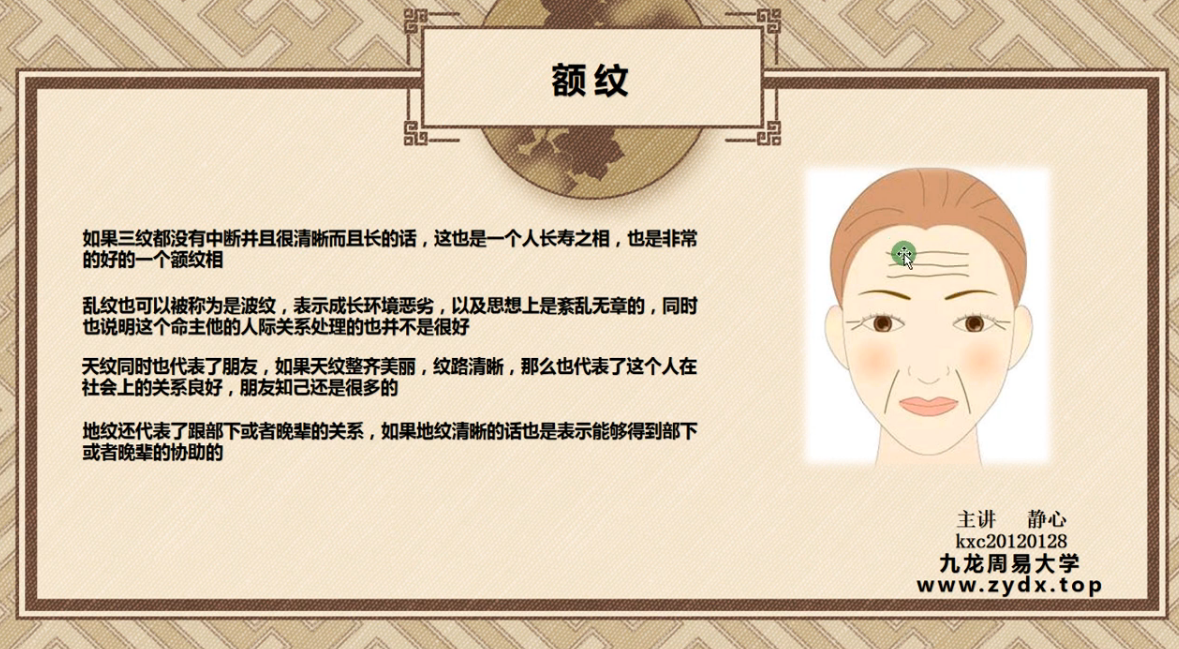 额纹
如果三纹都没有中断并且很清晰而且长的话，这也是一个人长寿之相，也是非常
的好的一个额纹相
乱纹也可以被称为是波纹，表示成长环境恶劣，以及思想上是紊乱无章的，同时
也说明这个命主他的人际关系处理的也并不是很好
天纹同时也代表了朋友，如果天纹整齐美丽，纹路清晰，那么也代表了这个人在
社会上的关系良好，朋友知己还是很多的
地纹还代表了跟部下或者晚辈的关系，如果地纹清晰的话也是表示能够得到部下
或者晚辈的协助的
主讲 静心
kxc20120128
九龙周易大学
www.zydx.top